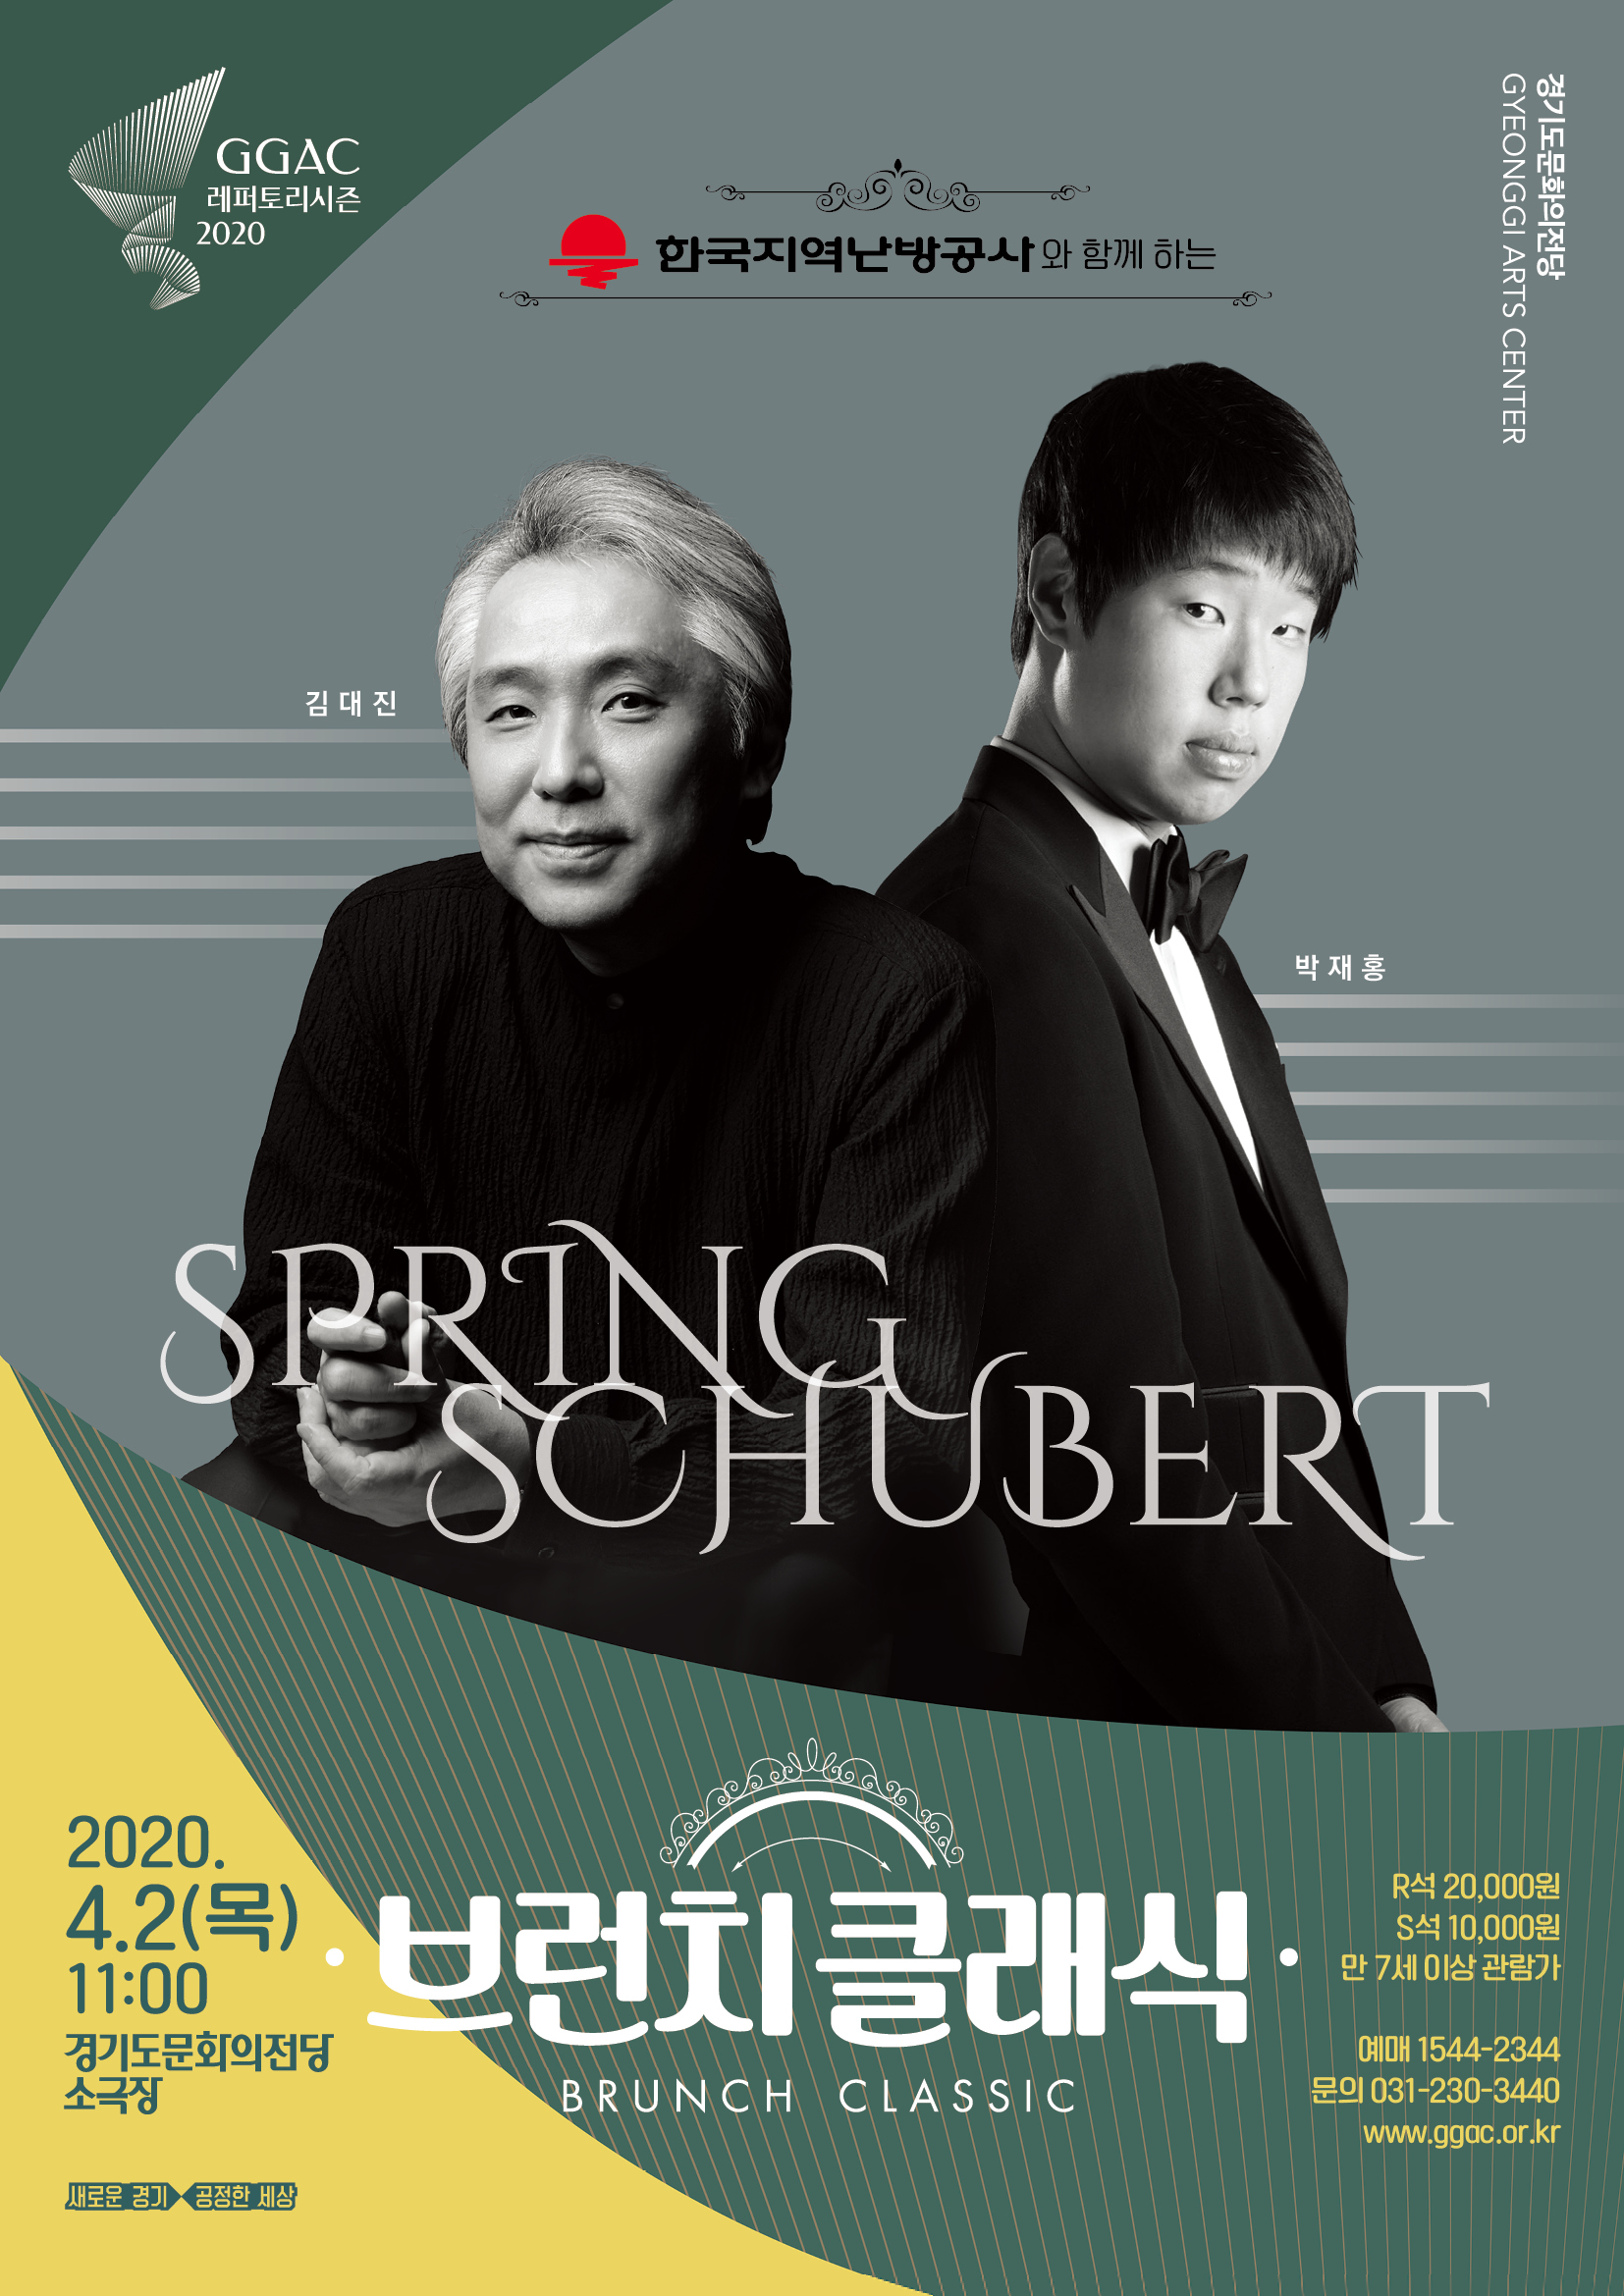 GGAC
레퍼토리시즌
2020
경기도문화의전당
GYEONGGI ARTS CENTER
한국지역난방공사와 함께 하는
김대진
박재홍
SPRING
SCHUBERT
2020.
4.2(목)
11:00
경기도문화의전당
소극장
새로운 경기 공정한 세상
·브런치클래식·
BRUNCH CLASSIC
R석 20,000원
S석 10,000원
만 7세 이상 관람가
예매 1544-2344
문의 031-230-3440
www.ggac.or.kr